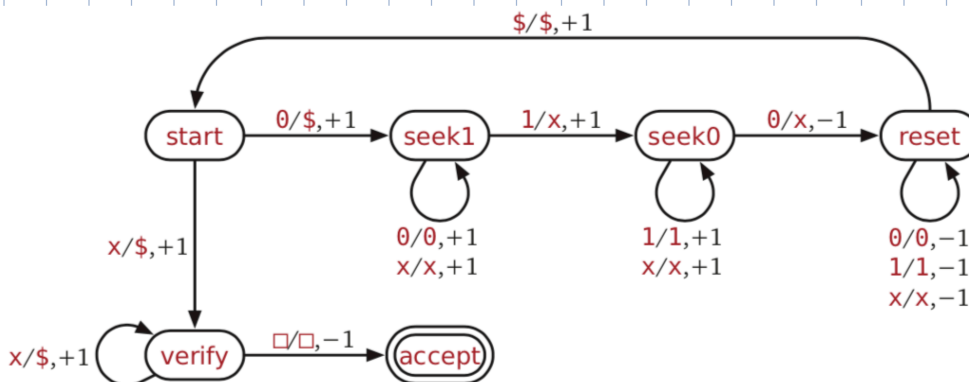 $/$,+1
start
0/$,+1
seek1
1/x,+1
seek0
0/x,−1
reset
0/0,+1
x/x,+1
1/1,+1
x/x,+1
0/0,−1
1/1,−1
x/x,−1
x/$,+1
x/$,+1
verify
□/□,−1
accept